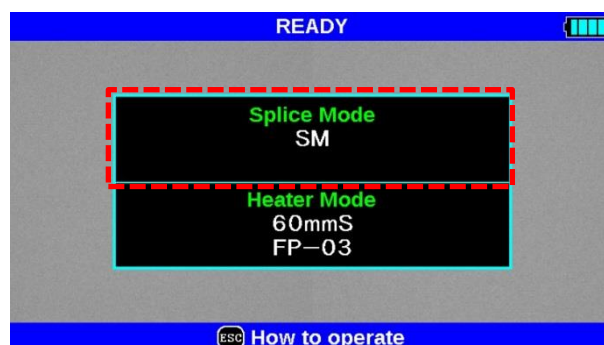 READY
Splice Mode
SM
Heater Mode
60mmS
FP-03
ESC How to operate